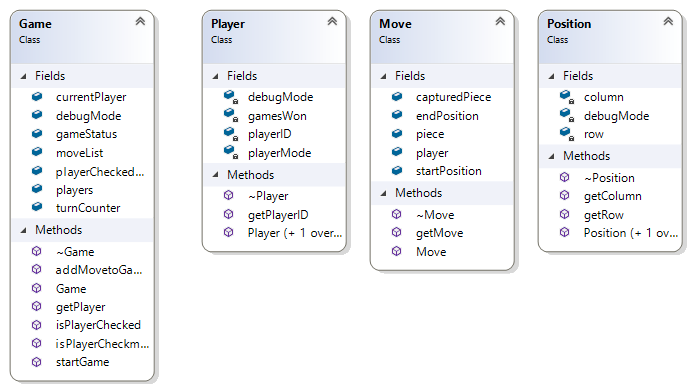 Game
Class
Fields
currentPlayer
debugMode
gameStatus
moveList
playerChecked...
players
turnCounter
Methods
~Game
addMovetoGa...
Game
getPlayer
isPlayerChecked
isPlayerCheckm...
startGame
Player
Class
Fields
debugMode
gamesWon
playerID
playerMode
Methods
~Player
getPlayerID
Player (+ 1 over...
Move
Class
Fields
capturedPiece
endPosition
piece
player
startPosition
Methods
~Move
getMove
Move
Position
Class
Fields
column
debugMode
row
Methods
~Position
getColumn
getRow
Position (+ 1 ov...